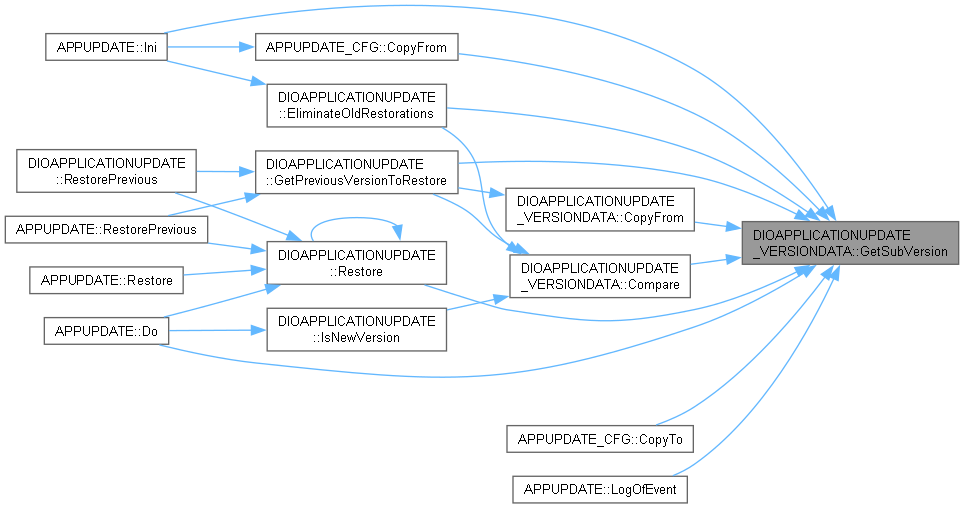 APPUPDATE::Ini
APPUPDATE_CFG::CopyFrom
DIOAPPLICATIONUPDATE
::EliminateOldRestorations
DIOAPPLICATIONUPDATE
::RestorePrevious
DIOAPPLICATIONUPDATE
::GetPreviousVersionToRestore
DIOAPPLICATIONUPDATE
_VERSIONDATA::CopyFrom
APPUPDATE::RestorePrevious
DIOAPPLICATIONUPDATE
_VERSIONDATA::GetSubVersion
DIOAPPLICATIONUPDATE
::Restore
APPUPDATE::Restore
DIOAPPLICATIONUPDATE
_VERSIONDATA::Compare
APPUPDATE::Do
DIOAPPLICATIONUPDATE
::IsNewVersion
APPUPDATE_CFG::CopyTo
APPUPDATE::LogOfEvent